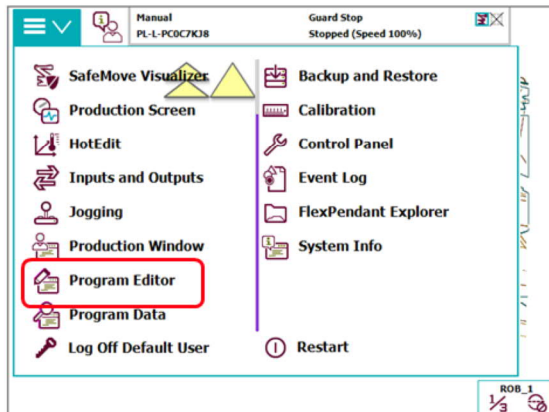 Manual
PL-L-PC0C7KJ8
Guard Stop
Stopped (Speed 100%)
SafeMove Visualizer
Production Screen
HotEdit
Inputs and Outputs
Jogging
Production Window
Program Editor
Program Data
Log Off Default User
Backup and Restore
Calibration
Control Panel
Event Log
FlexPendant Explorer
System Info
Restart
ROB_1
1/3